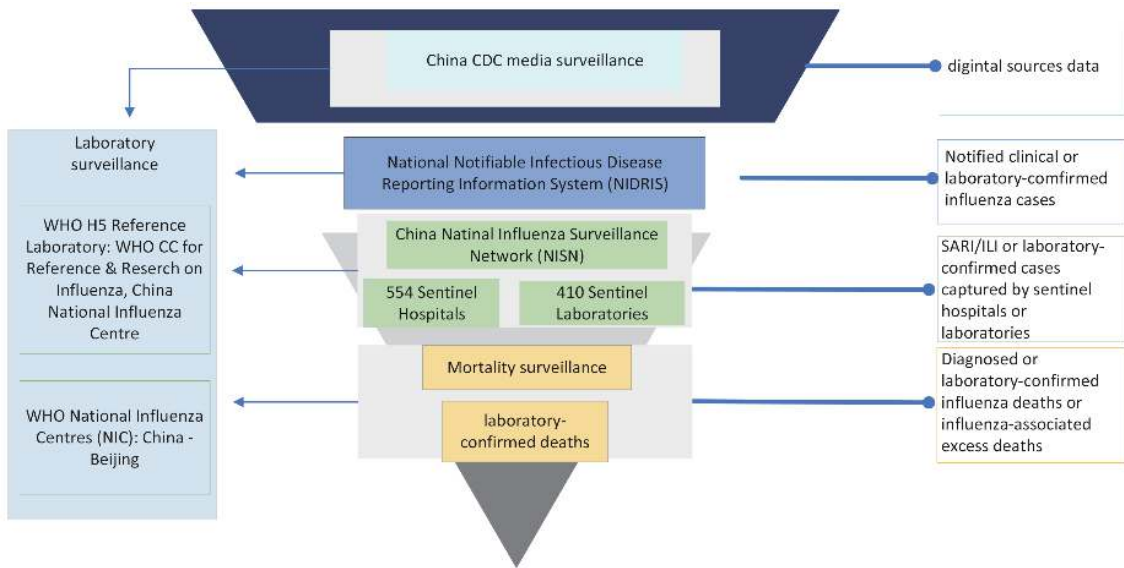 China CDC media surveillance
digintal sources data
Laboratory
surveillance
National Notifiable Infectious Disease
Reporting Information System (NIDRIS)
Notified clinical or
laboratory-comfirmed
influenza cases
WHO H5 Reference
Laboratory: WHO CC for
Reference & Reserch on
Influenza, China
National Influenza
Centre
China Natinal Influenza Surveillance
Network (NISN)
554 Sentinel
Hospitals
410 Sentinel
Laboratories
SARI/ILI or laboratory-
confirmed cases
captured by sentinel
hospitals or
laboratories
Mortality surveillance
laboratory-
confirmed deaths
Diagnosed or
laboratory-confirmed
influenza deaths or
influenza-associated
excess deaths
WHO National Influenza
Centres (NIC): China -
Beijing